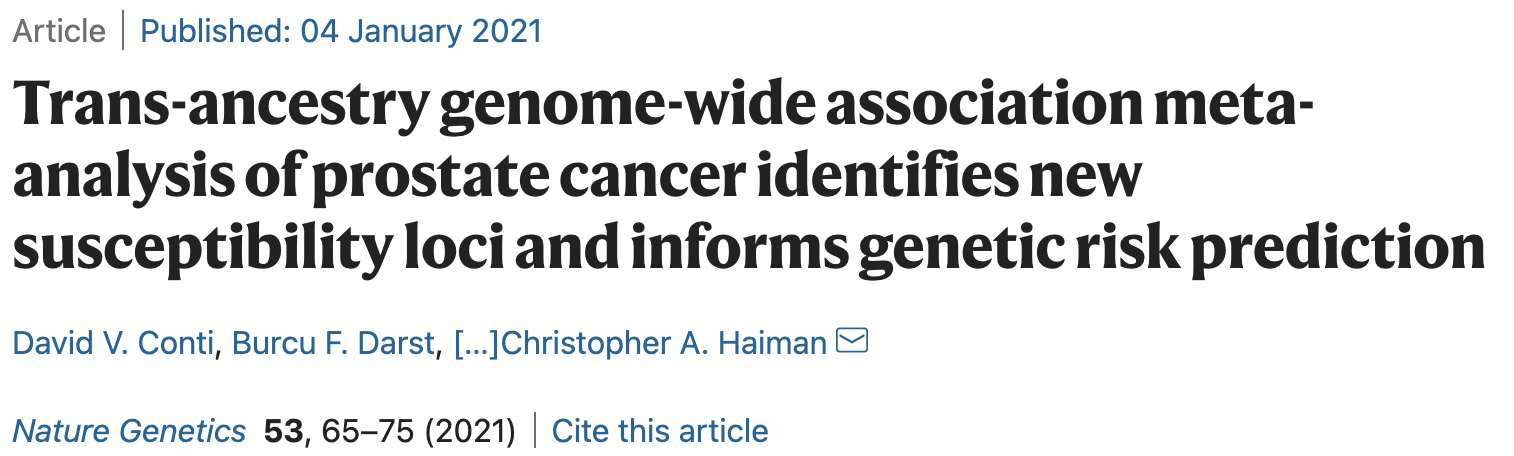 Article | Published: 04 January 2021
Trans-ancestry genome-wide association meta-
analysis of prostate cancer identifies new
susceptibility loci and informs genetic risk prediction
David V. Conti, Burcu F. Darst, [...]Christopher A. Haiman
Nature Genetics 53, 65–75 (2021) | Cite this article